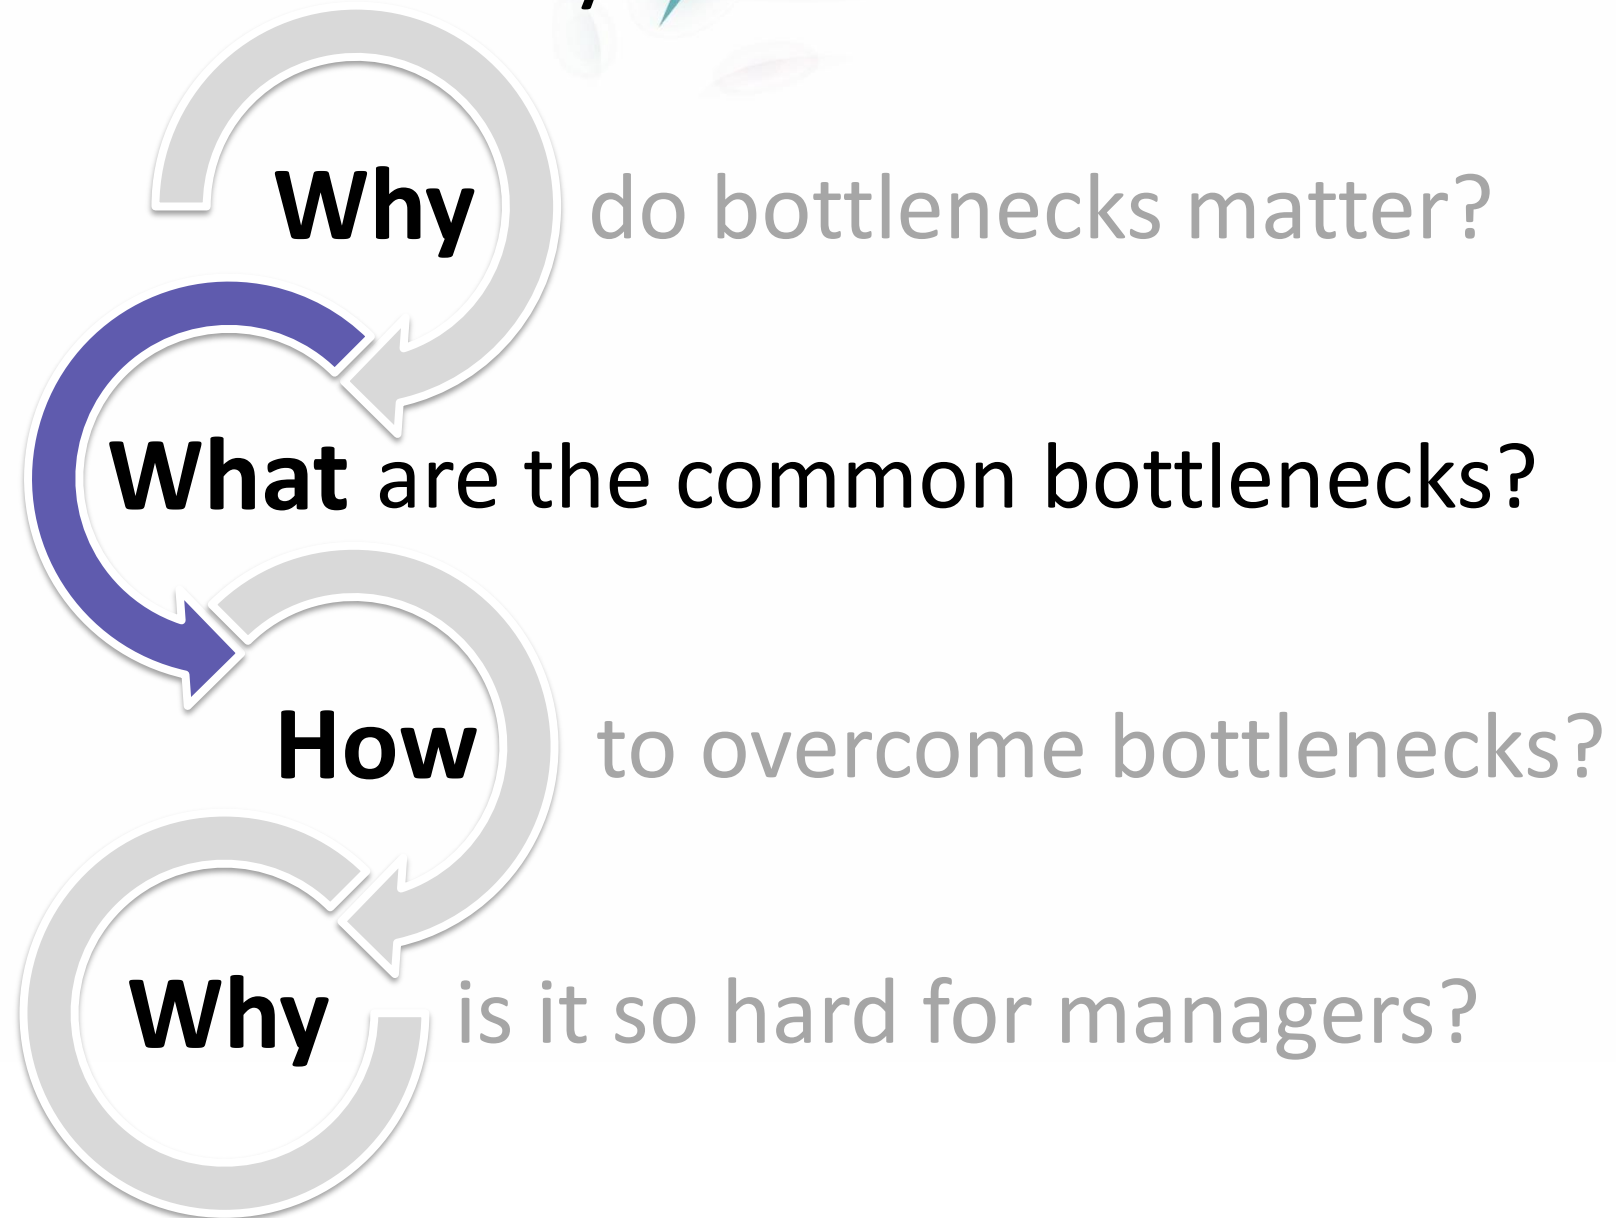 Why do bottlenecks matter?
What are the common bottlenecks?
How to overcome bottlenecks?
Why is it so hard for managers?